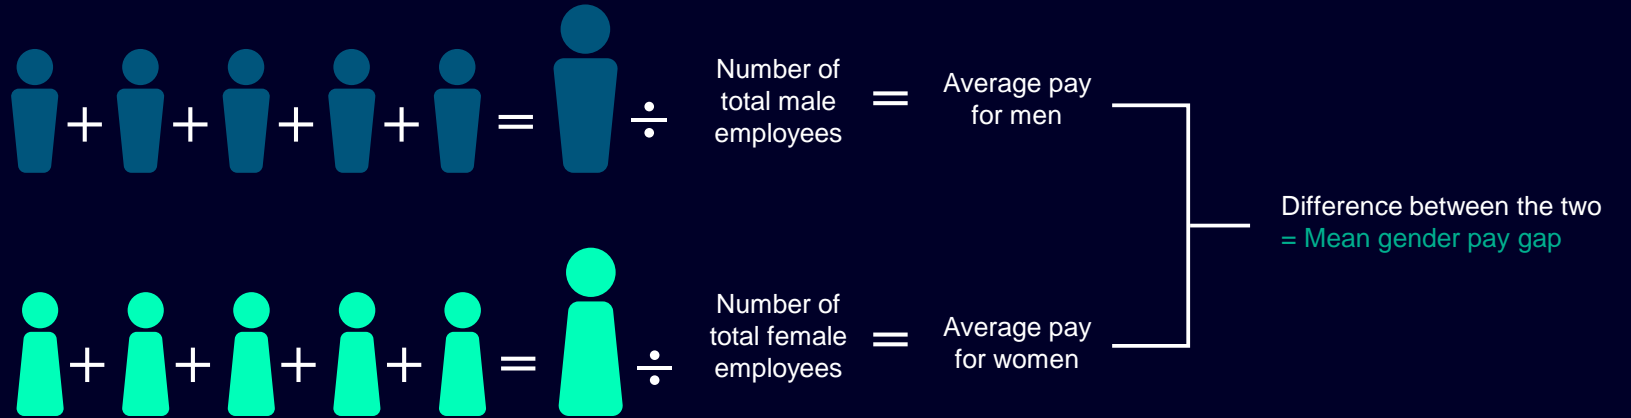 Number of
total male
employees
Average pay
for men
Difference between the two
= Mean gender pay gap
Number of
total female
employees
Average pay
for women